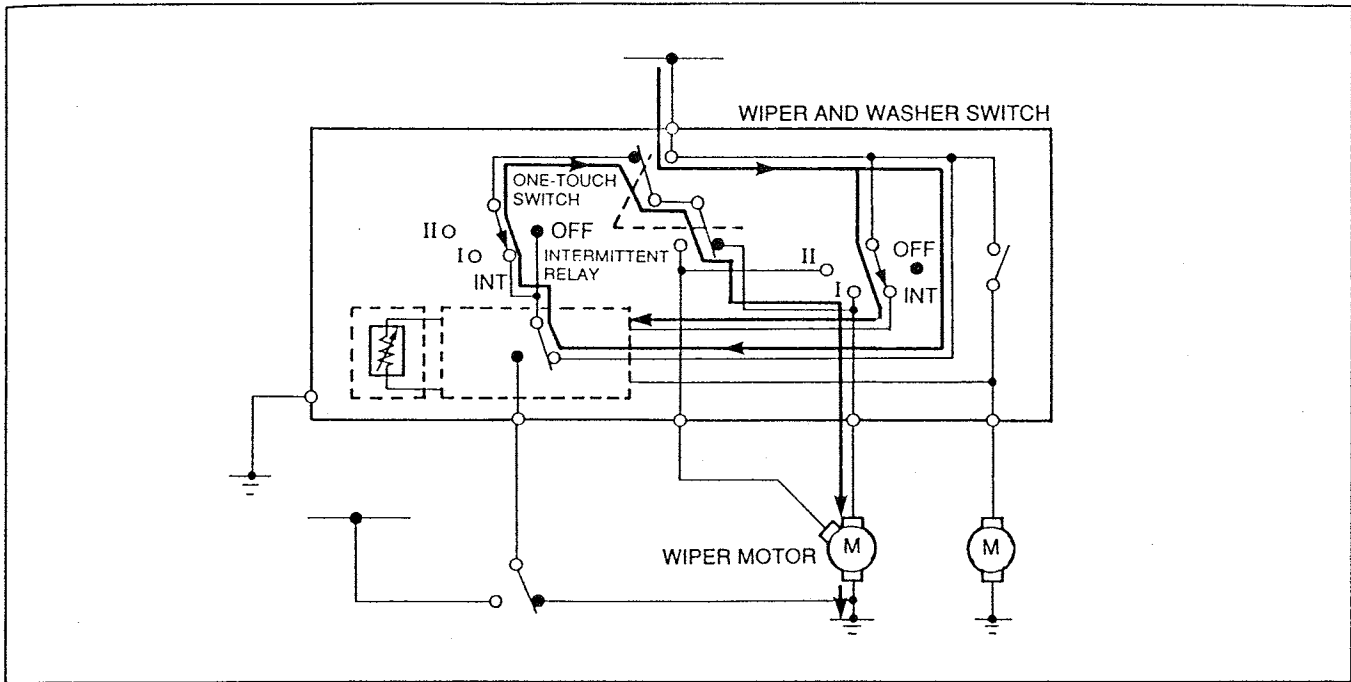 WIPER AND WASHER SWITCH
ONE-TOUCH
SWITCH
II
OFF
I
INTERMITTENT
RELAY
INT
II
OFF
I
INT
WIPER MOTOR
M
M